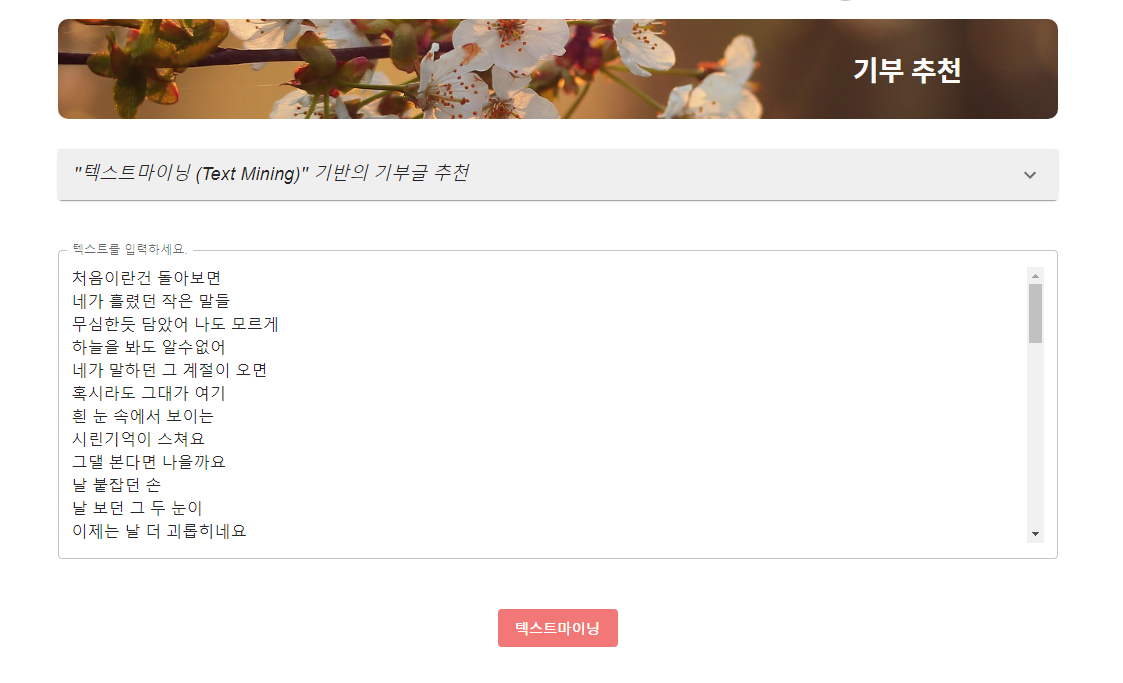 기부 추천
"텍스트마이닝 (Text Mining)" 기반의 기부글 추천
텍스트를 입력하세요.
처음이란건 돌아보면
네가 흘렸던 작은 말들
무심한듯 담았어 나도 모르게
하늘을 봐도 알수없어
네가 말하던 그 계절이 오면
혹시라도 그대가 여기
흰 눈 속에서 보이는
시린기억이 스쳐요
그댈 본다면 나을까요
날 붙잡던 손
날 보던 그 두 눈이
이제는 날 더 괴롭히네요
텍스트마이닝